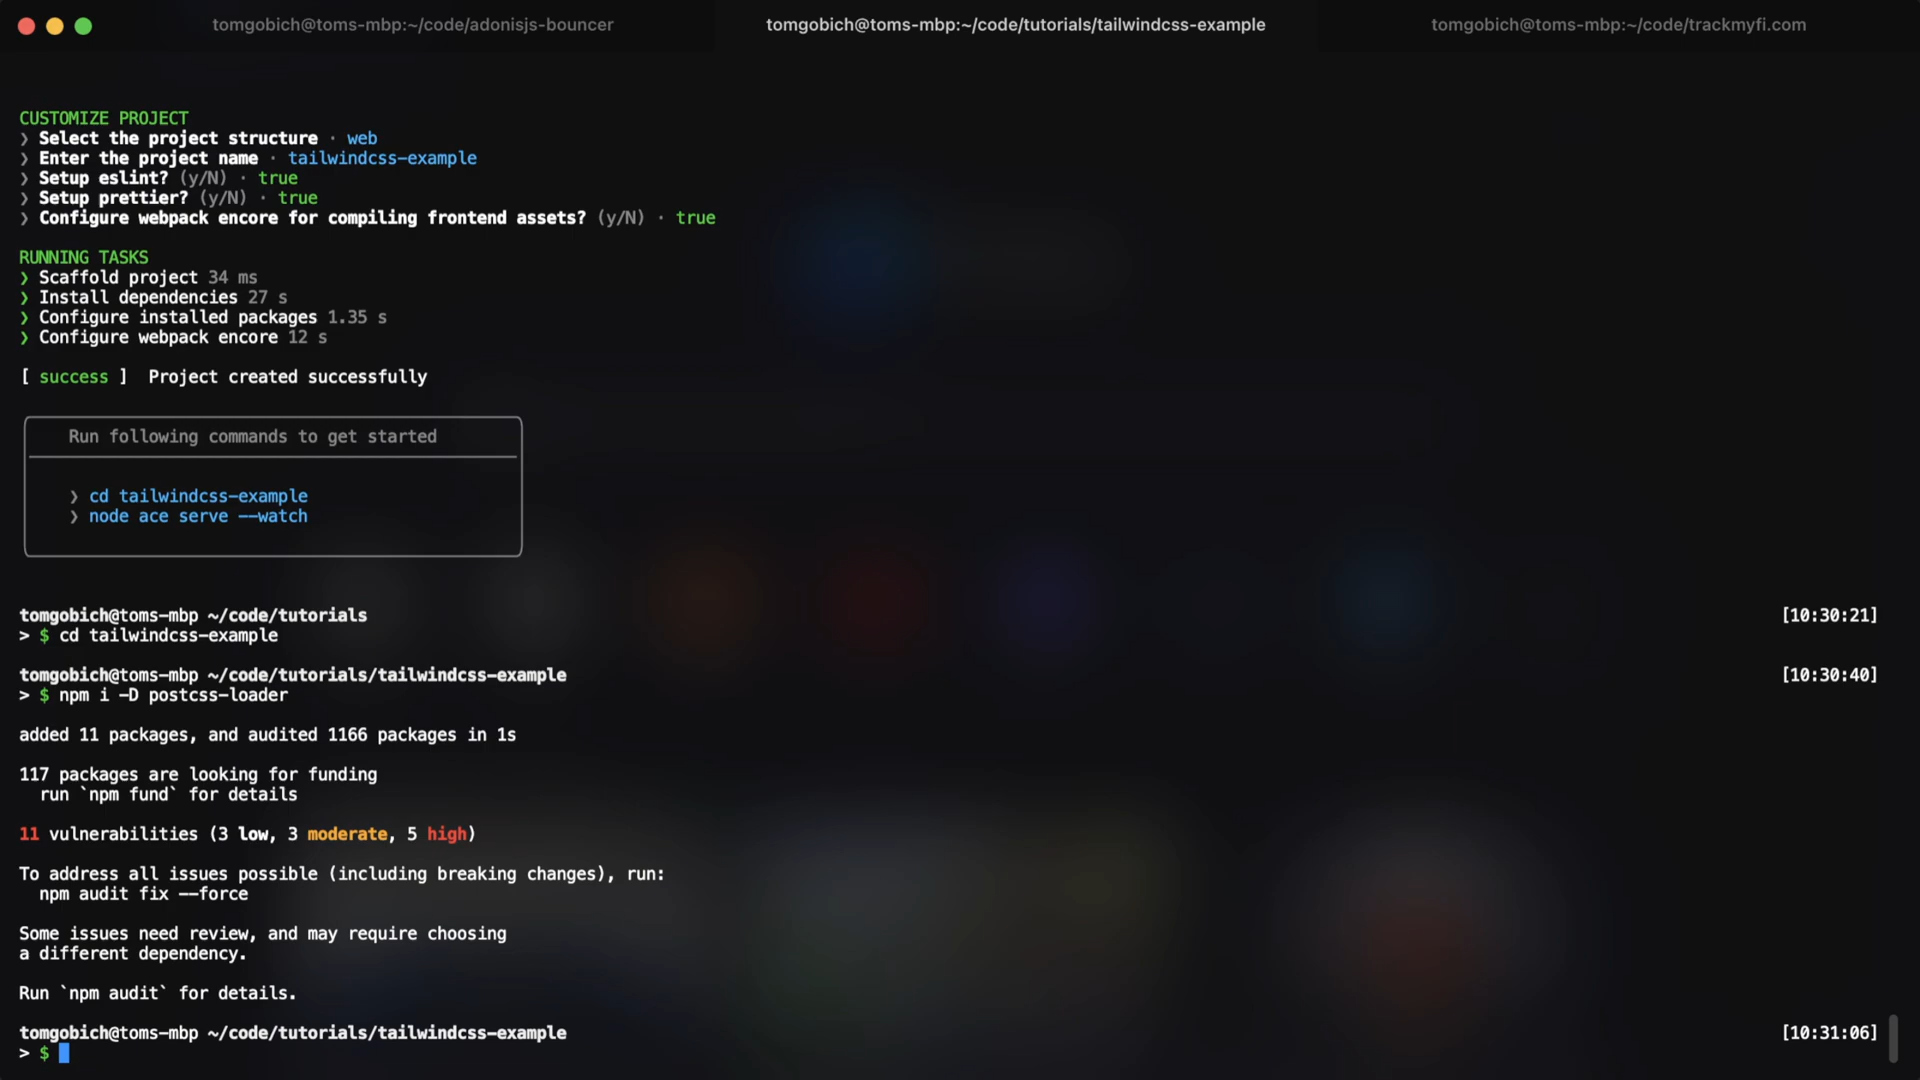 tomgobich@toms-mbp:~/code/adonisjs-bouncer
tomgobich@toms-mbp:~/code/tutorials/tailwindcss-example
tomgobich@toms-mbp:~/code/trackmyfi.com
CUSTOMIZE PROJECT
❯ Select the project structure · web
❯ Enter the project name · tailwindcss-example
❯ Setup eslint? (y/N) · true
❯ Setup prettier? (y/N) · true
❯ Configure webpack encore for compiling frontend assets? (y/N) · true
RUNNING TASKS
❯ Scaffold project 34 ms
❯ Install dependencies 27 s
❯ Configure installed packages 1.35 s
❯ Configure webpack encore 12 s
[ success ]  Project created successfully
Run following commands to get started
❯ cd tailwindcss-example
❯ node ace serve --watch
tomgobich@toms-mbp ~/code/tutorials [10:30:21]
> $ cd tailwindcss-example
tomgobich@toms-mbp ~/code/tutorials/tailwindcss-example [10:30:40]
> $ npm i -D postcss-loader
added 11 packages, and audited 1166 packages in 1s
117 packages are looking for funding
run `npm fund` for details
11 vulnerabilities (3 low, 3 moderate, 5 high)
To address all issues possible (including breaking changes), run:
npm audit fix --force
Some issues need review, and may require choosing
a different dependency.
Run `npm audit` for details.
tomgobich@toms-mbp ~/code/tutorials/tailwindcss-example [10:31:06]
> $